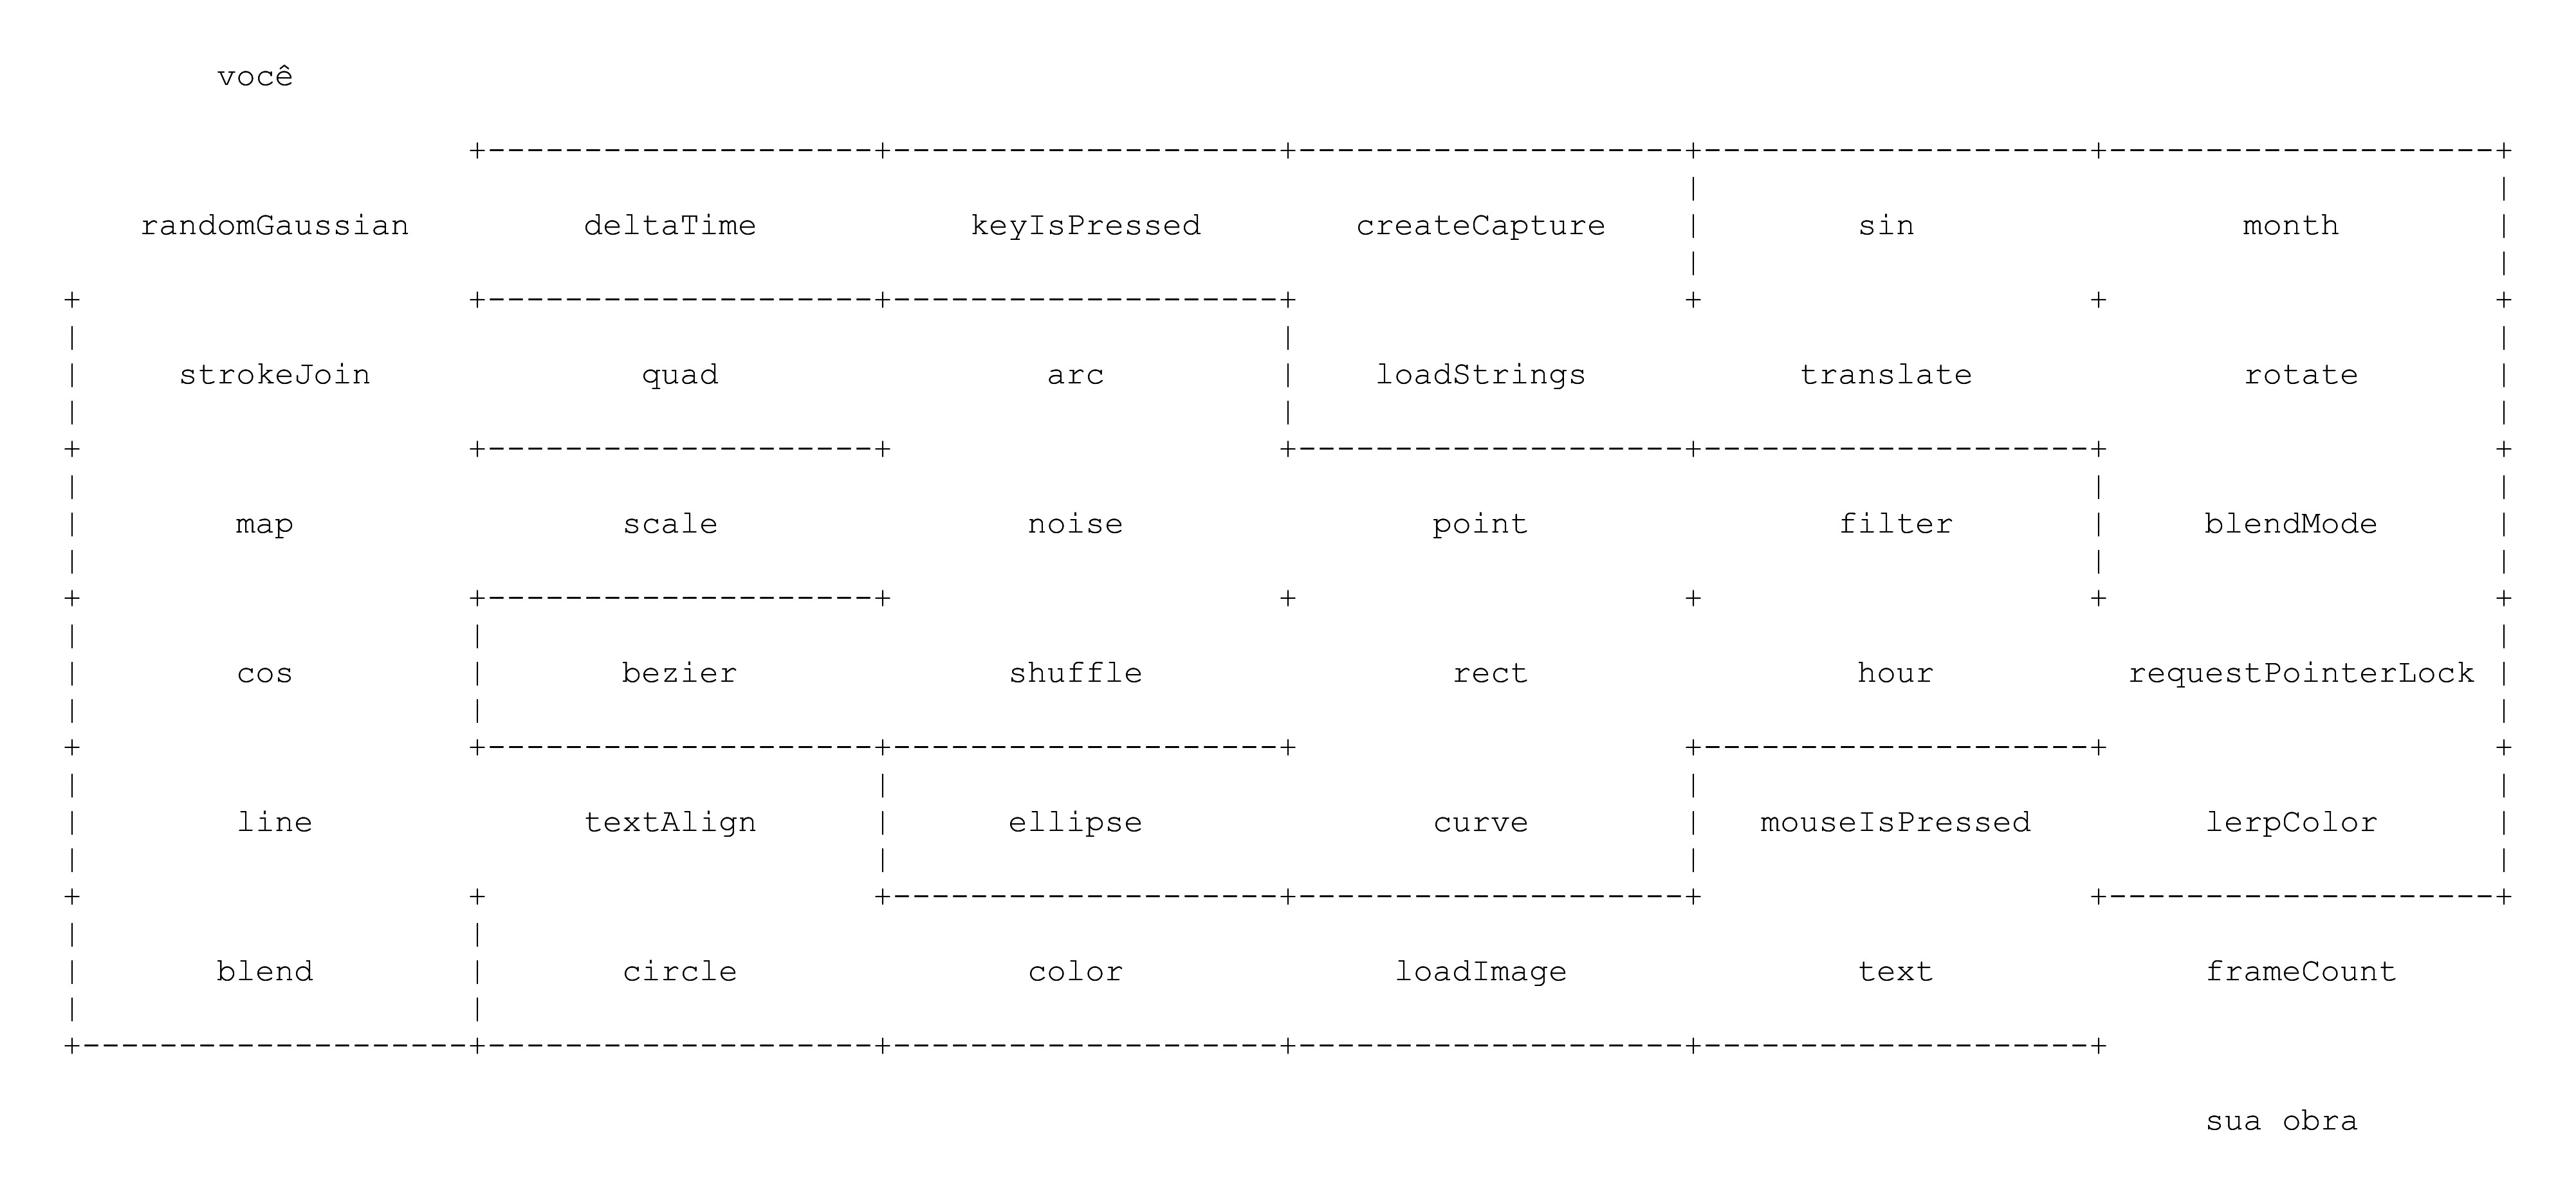 você
randomGaussian deltaTime keyIsPressed createCapture sin month
strokeJoin quad arc loadStrings translate rotate
map scale noise point filter blendMode
cos bezier shuffle rect hour requestPointerLock
line textAlign ellipse curve mouseIsPressed lerpColor
blend circle color loadImage text frameCount
sua obra